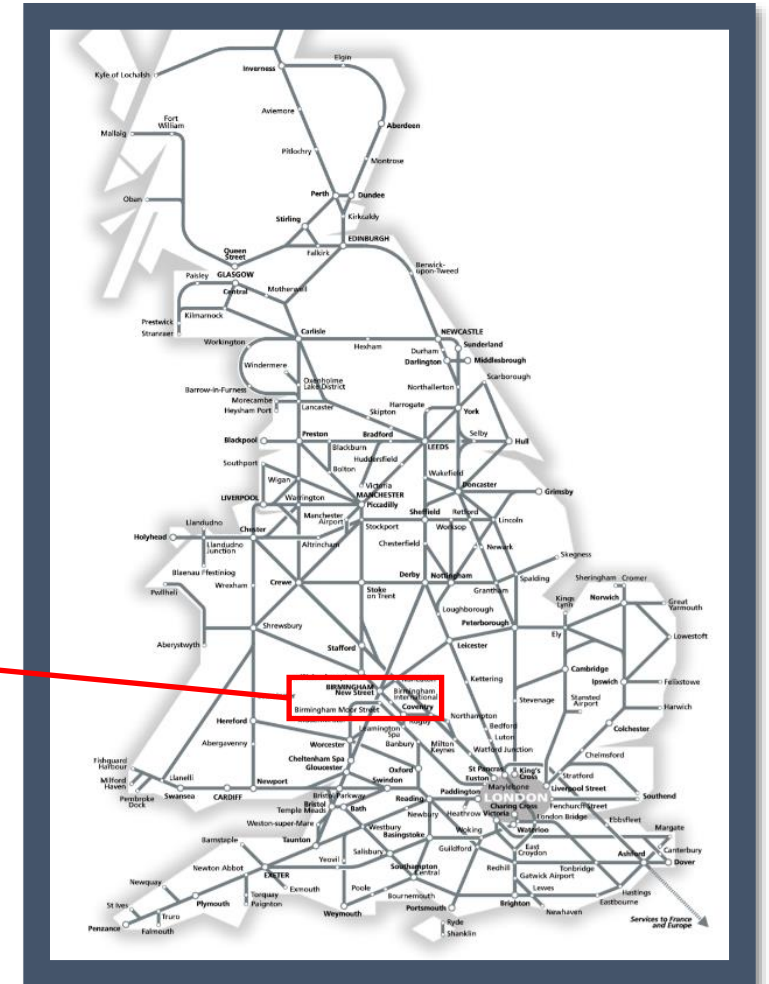 Elgin
Kyle of Lochalsh
Inverness
Aviemore
Fort
William
Mallaig
Aberdeen
Pitlochry
Montrose
Perth
Dundee
Oban
Stirling
Kirkcaldy
EDINBURGH
Queen
Street
Falkirk
Berwick-
upon-Tweed
Paisley
GLASGOW
Central
Motherwell
Prestwick
Kilmarnock
Stranraer
Carlisle
NEWCASTLE
Workington
Hexham
Sunderland
Durham
Darlington
Middlesbrough
Windermere
Scarborough
Oxenholme
Lake District
Barrow-in-Furness
Northallerton
Morecambe
Heysham Port
Lancaster
Harrogate
Skipton
York
Blackpool
Preston
Bradford
Selby
Blackburn
LEEDS
Hull
Southport
Huddersfield
Bolton
Wakefield
Wigan
Victoria
Doncaster
LIVERPOOL
Warrington
MANCHESTER
Piccadilly
Grimsby
Manchester
Airport
Sheffield
Retford
Llandudno
Chester
Stockport
Worksop
Lincoln
Holyhead
Llandudno
Junction
Altrincham
Chesterfield
Newark
Skegness
Blaenau Ffestiniog
Crewe
Derby
Nottingham
Spalding
Sheringham
Cromer
Pwllheli
Wrexham
Stoke
on Trent
Grantham
Kings
Lynn
Norwich
Great
Yarmouth
Loughborough
Shrewsbury
Peterborough
Aberystwyth
Stafford
Leicester
Ely
Lowestoft
Cambridge
BIRMINGHAM
New Street
Birmingham
International
Kettering
Ipswich
Felixstowe
Stansted
Airport
Birmingham Moor Street
Coventry
Stevenage
Harwich
Hereford
Rugby
Northampton
Leamington
Spa
Bedford
Colchester
Abergavenny
Worcester
Banbury
Milton
Keynes
Luton
Watford Junction
Chelmsford
Cheltenham Spa
Gloucester
Fishguard
Harbour
Oxford
St Pancras
Euston
King's
Cross
Stratford
Milford
Haven
Llanelli
Newport
Swindon
Marylebone
Liverpool Street
Pembroke
Dock
Swansea
CARDIFF
Bristol Parkway
Paddington
LONDON
Southend
Bristol
Temple Meads
Bath
Reading
Charing Cross
Fenchurch Street
Weston-super-Mare
Newbury
Heathrow
Victoria
London Bridge
Ebbsfleet
Westbury
Basingstoke
Woking
Waterloo
Margate
Barnstaple
Taunton
Salisbury
Guildford
East
Croydon
Canterbury
Yeovil
Ashford
Dover
Newton Abbot
EXETER
Southampton
Central
Redhill
Tonbridge
Gatwick Airport
Newquay
Exmouth
Poole
Bournemouth
Lewes
Hastings
Torquay
Paignton
Eastbourne
St Ives
Plymouth
Weymouth
Portsmouth
Brighton
Newhaven
Truro
Penzance
Falmouth
Ryde
Shanklin
Services to France
and Europe